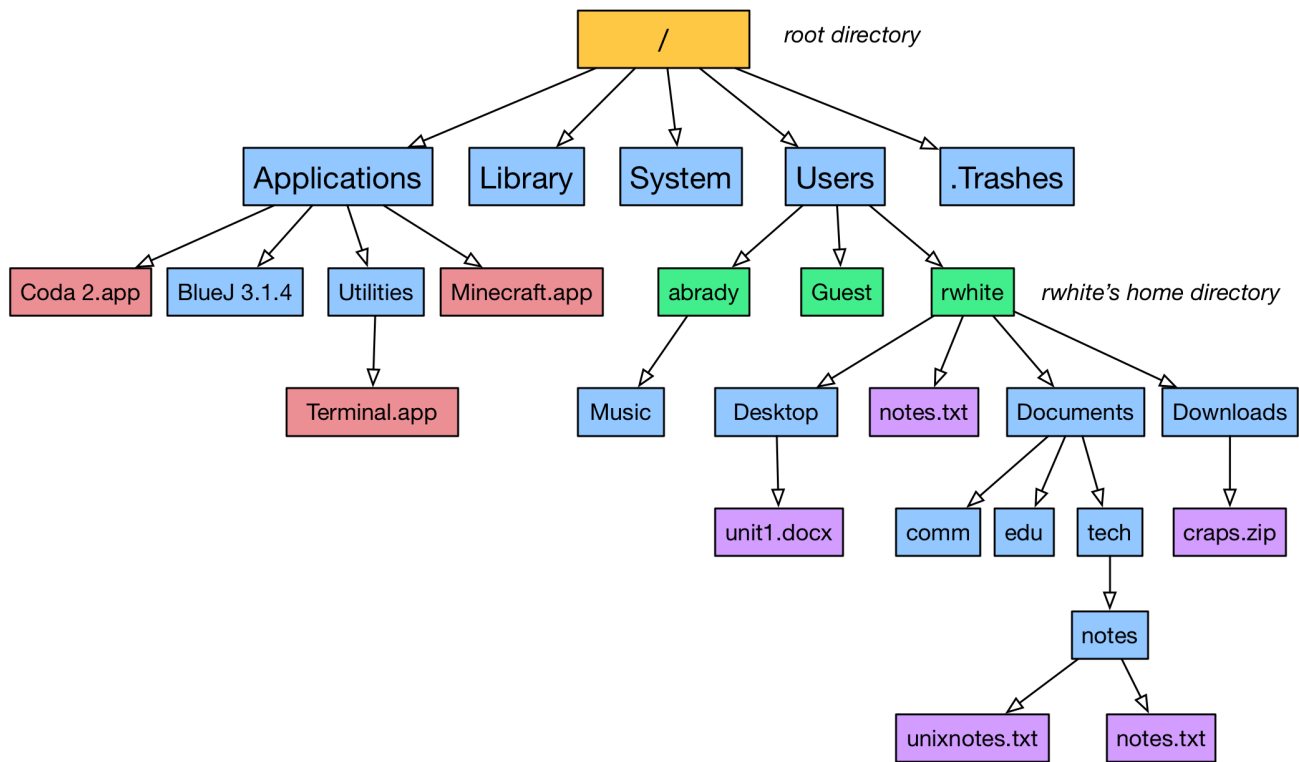 /
root directory
Applications
Library
System
Users
.Trashes
Coda 2.app
BlueJ 3.1.4
Utilities
Minecraft.app
abrady
Guest
rwhite
rwhite’s home directory
Terminal.app
Music
Desktop
notes.txt
Documents
Downloads
unit1.docx
comm
edu
tech
craps.zip
notes
unixnotes.txt
notes.txt